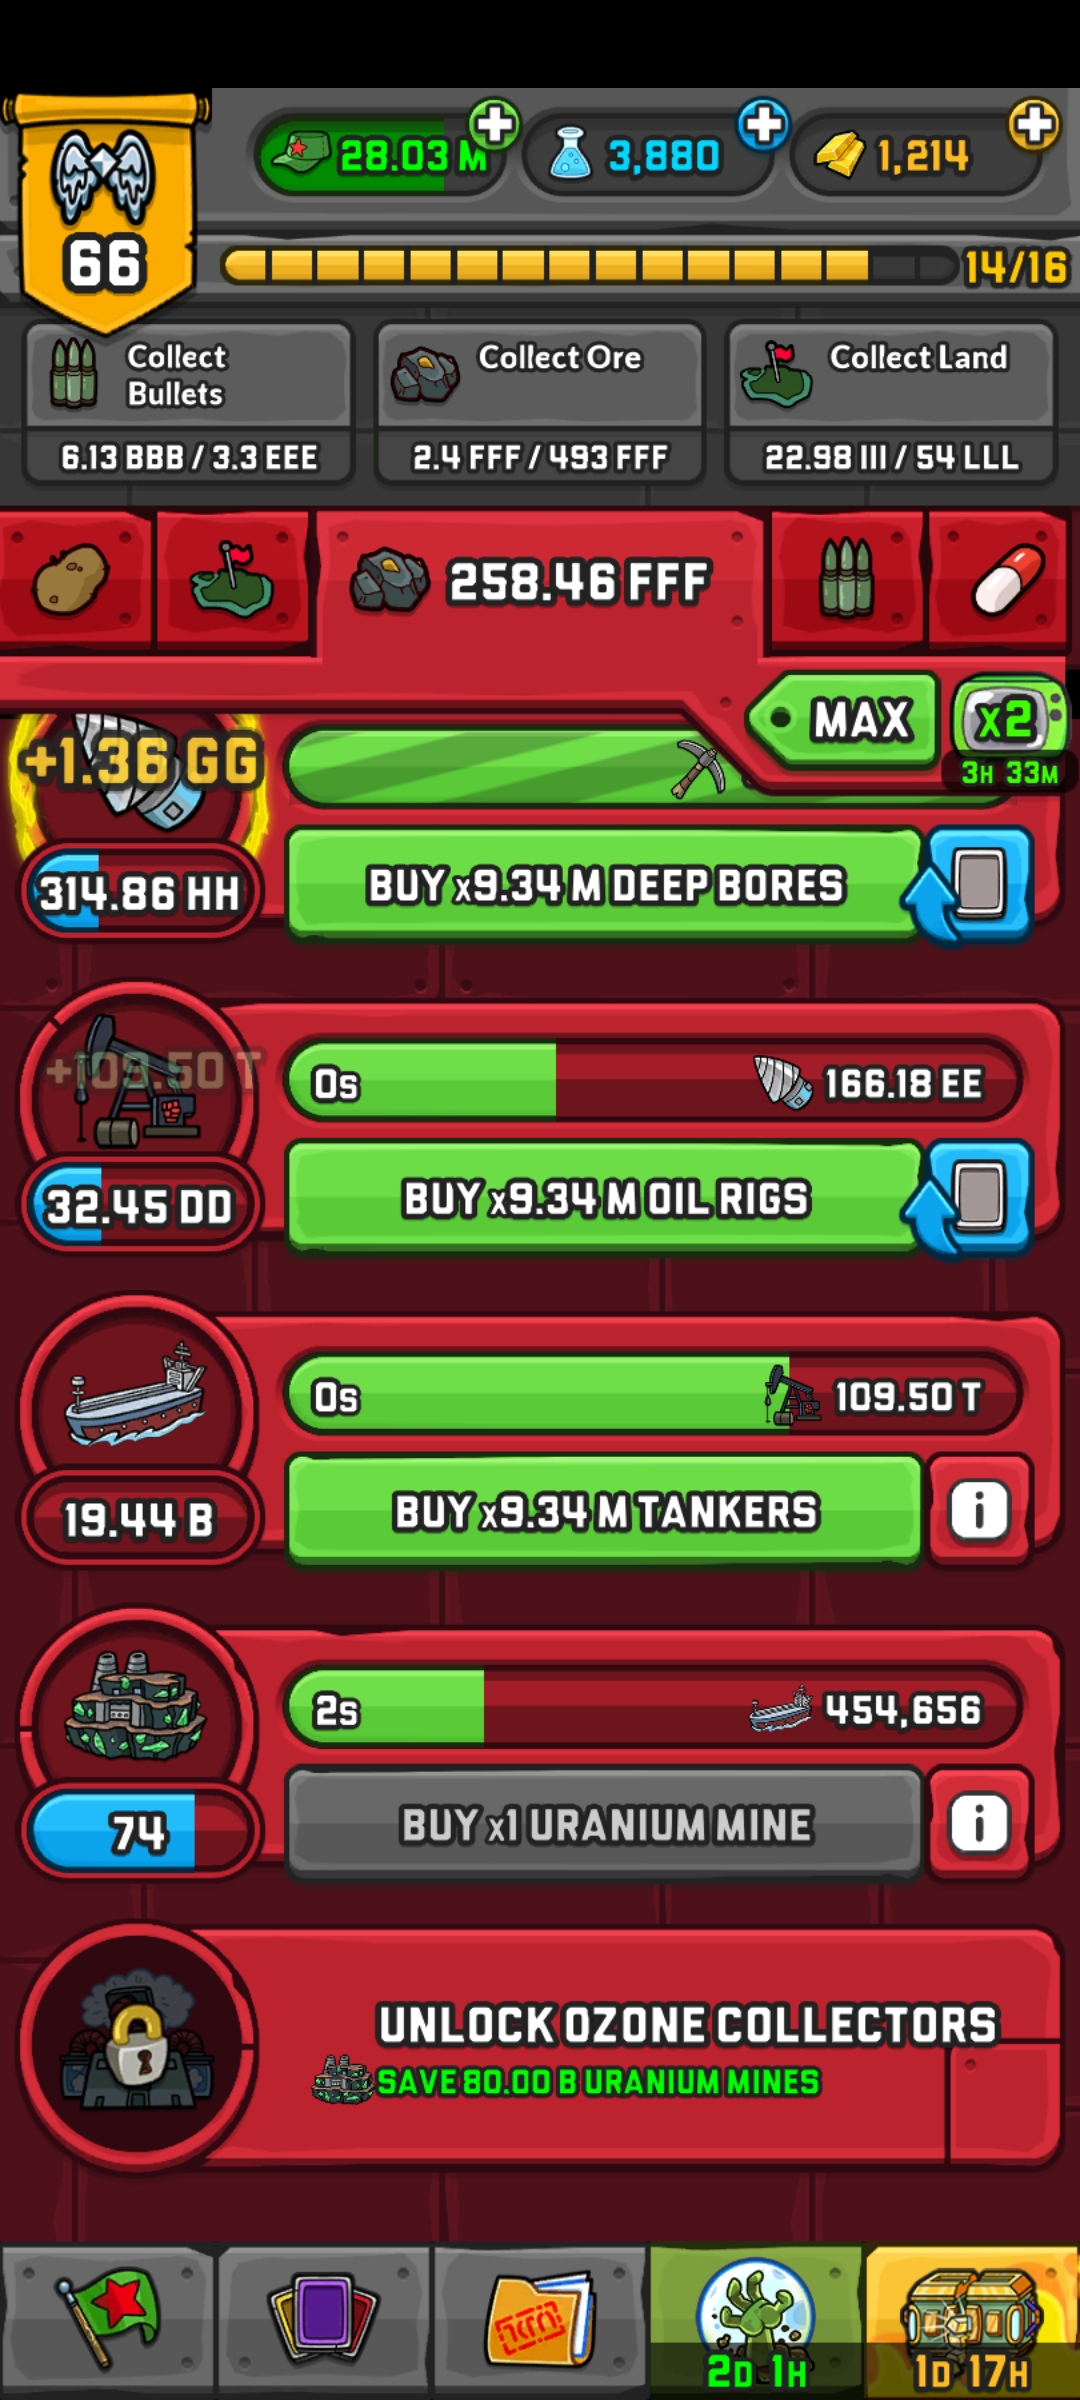 28.03 M
3,880
1,214
66
14/16
Collect
Bullets
6.13 BBB / 3.3 EEE
Collect Ore
2.4 FFF / 493 FFF
Collect Land
22.98 III / 54 LLL
258.46 FFF
MAX
x2
3H 33M
+1.36 GG
314.86 HH
BUY x9.34 M DEEP BORES
+109.50 T
0s
166.18 EE
32.45 DD
BUY x9.34 M OIL RIGS
0s
109.50 T
19.44 B
BUY x9.34 M TANKERS
i
2s
454,656
74
BUY x1 URANIUM MINE
i
UNLOCK OZONE COLLECTORS
SAVE 80.00 B URANIUM MINES
2D 1H
1D 17H